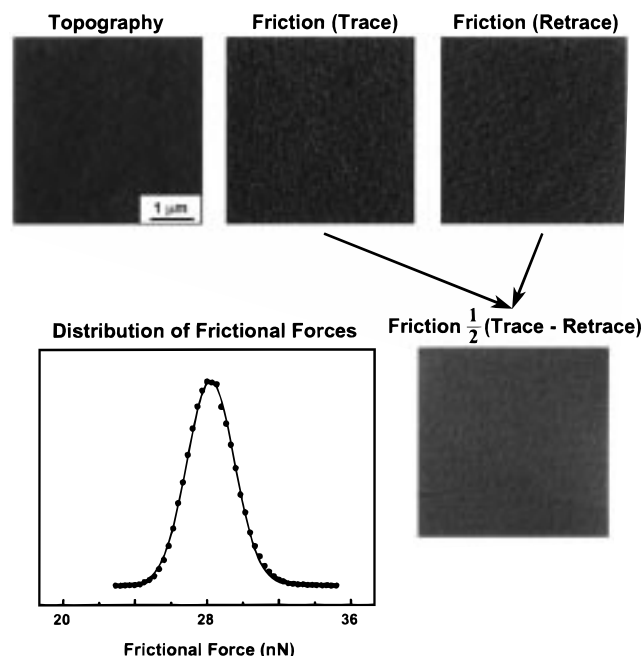 Topography
Friction (Trace)
Friction (Retrace)
1 μm
Friction 1/2 (Trace - Retrace)
Distribution of Frictional Forces
20
28
36
Frictional Force (nN)